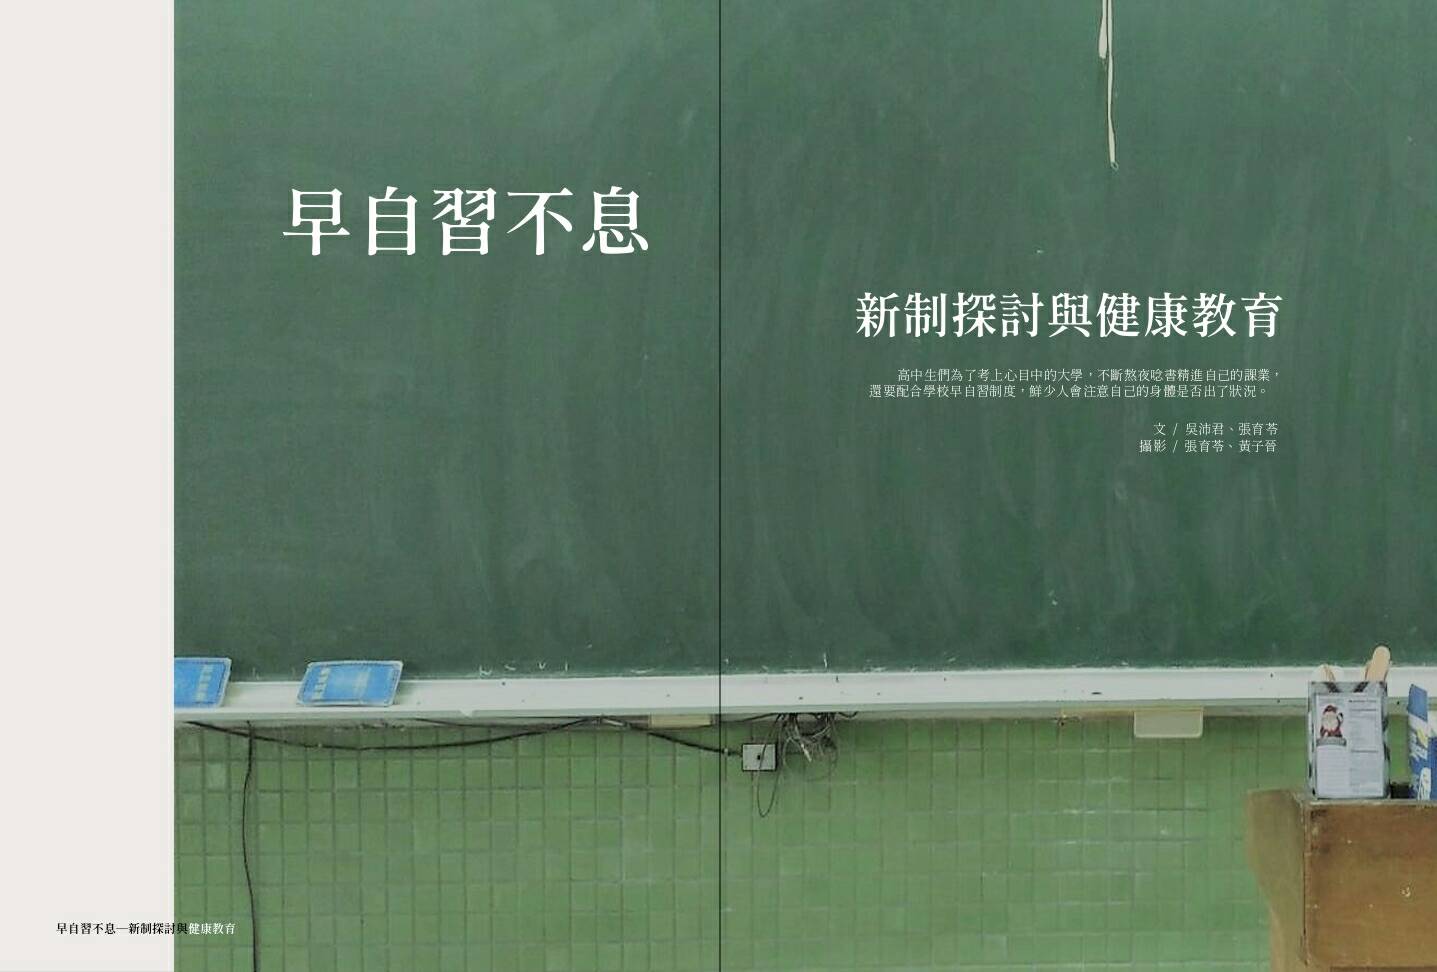 早自習不息
新制探討與健康教育
高中生們為了考上心目中的大學，不斷熬夜唸書精進自己的課業，
還要配合學校早自習制度，鮮少人會注意自己的身體是否出了狀況。
文 / 吳沛君、張育苓
攝影 / 張育苓、黃子晉
早自習不息—新制探討與健康教育